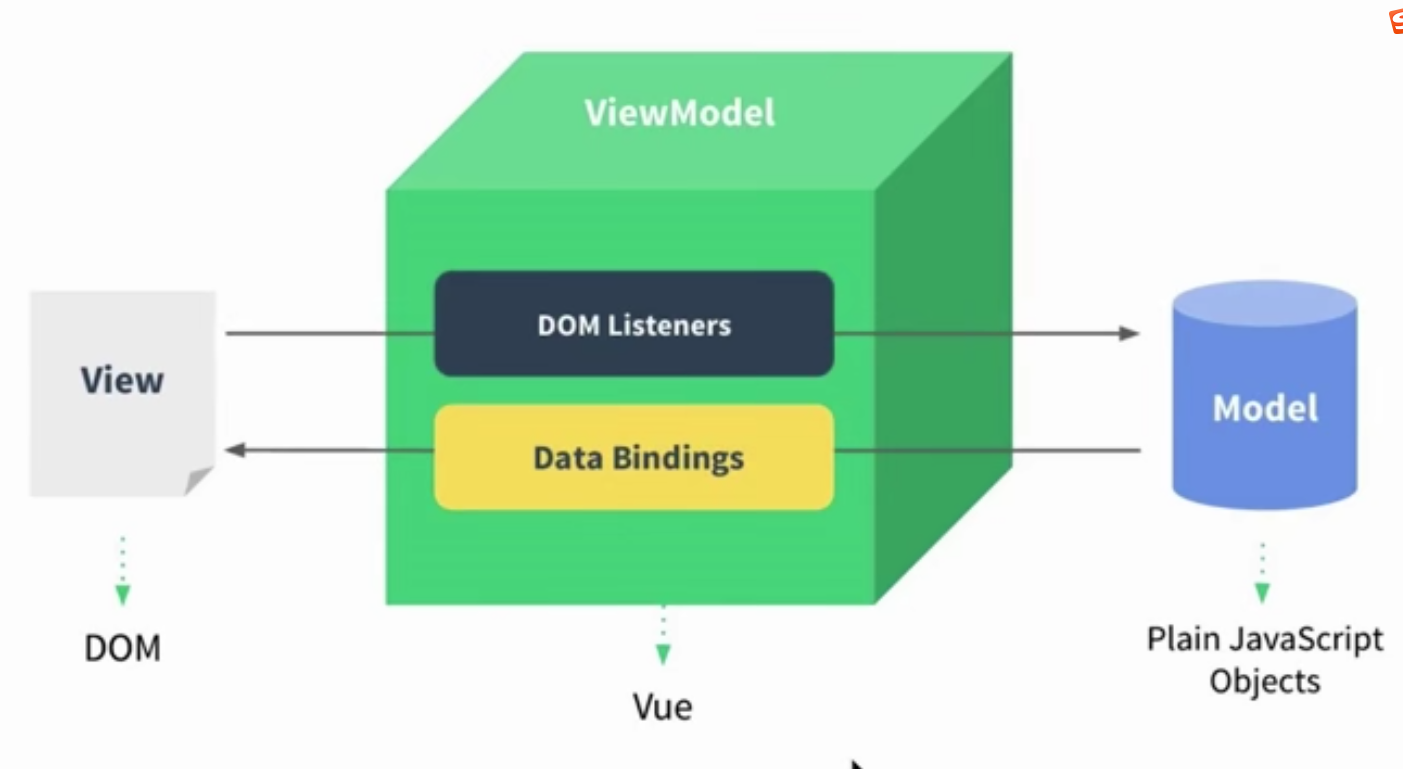 ViewModel
DOM Listeners
View
Data Bindings
Model
DOM
Vue
Plain JavaScript
Objects